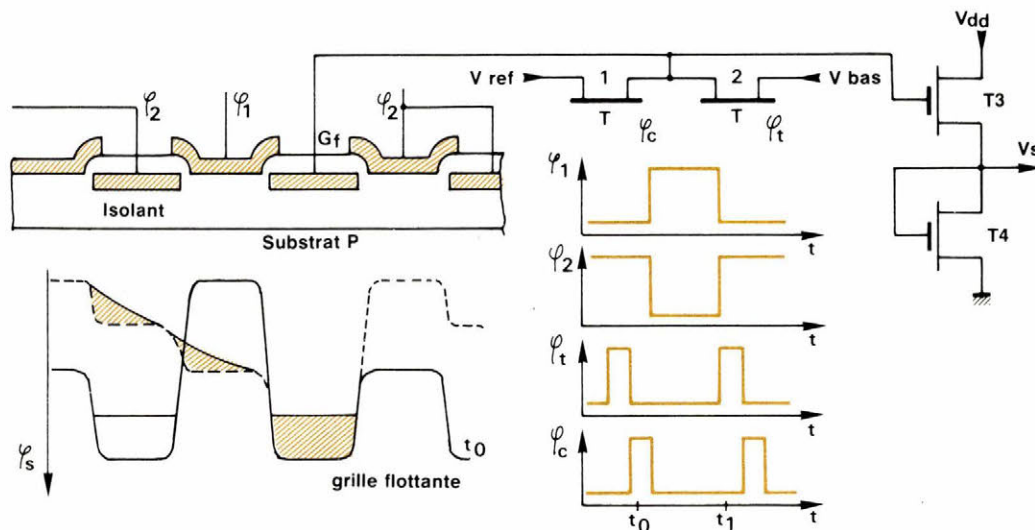 φ2
φ1
Gf
φ2
Isolant
Substrat P
V ref
1
2
V bas
T
φc
T
φt
Vdd
T3
Vs
T4
φ1
t
φ2
t
φt
t
φc
t0
t1
t
φs
t0
grille flottante